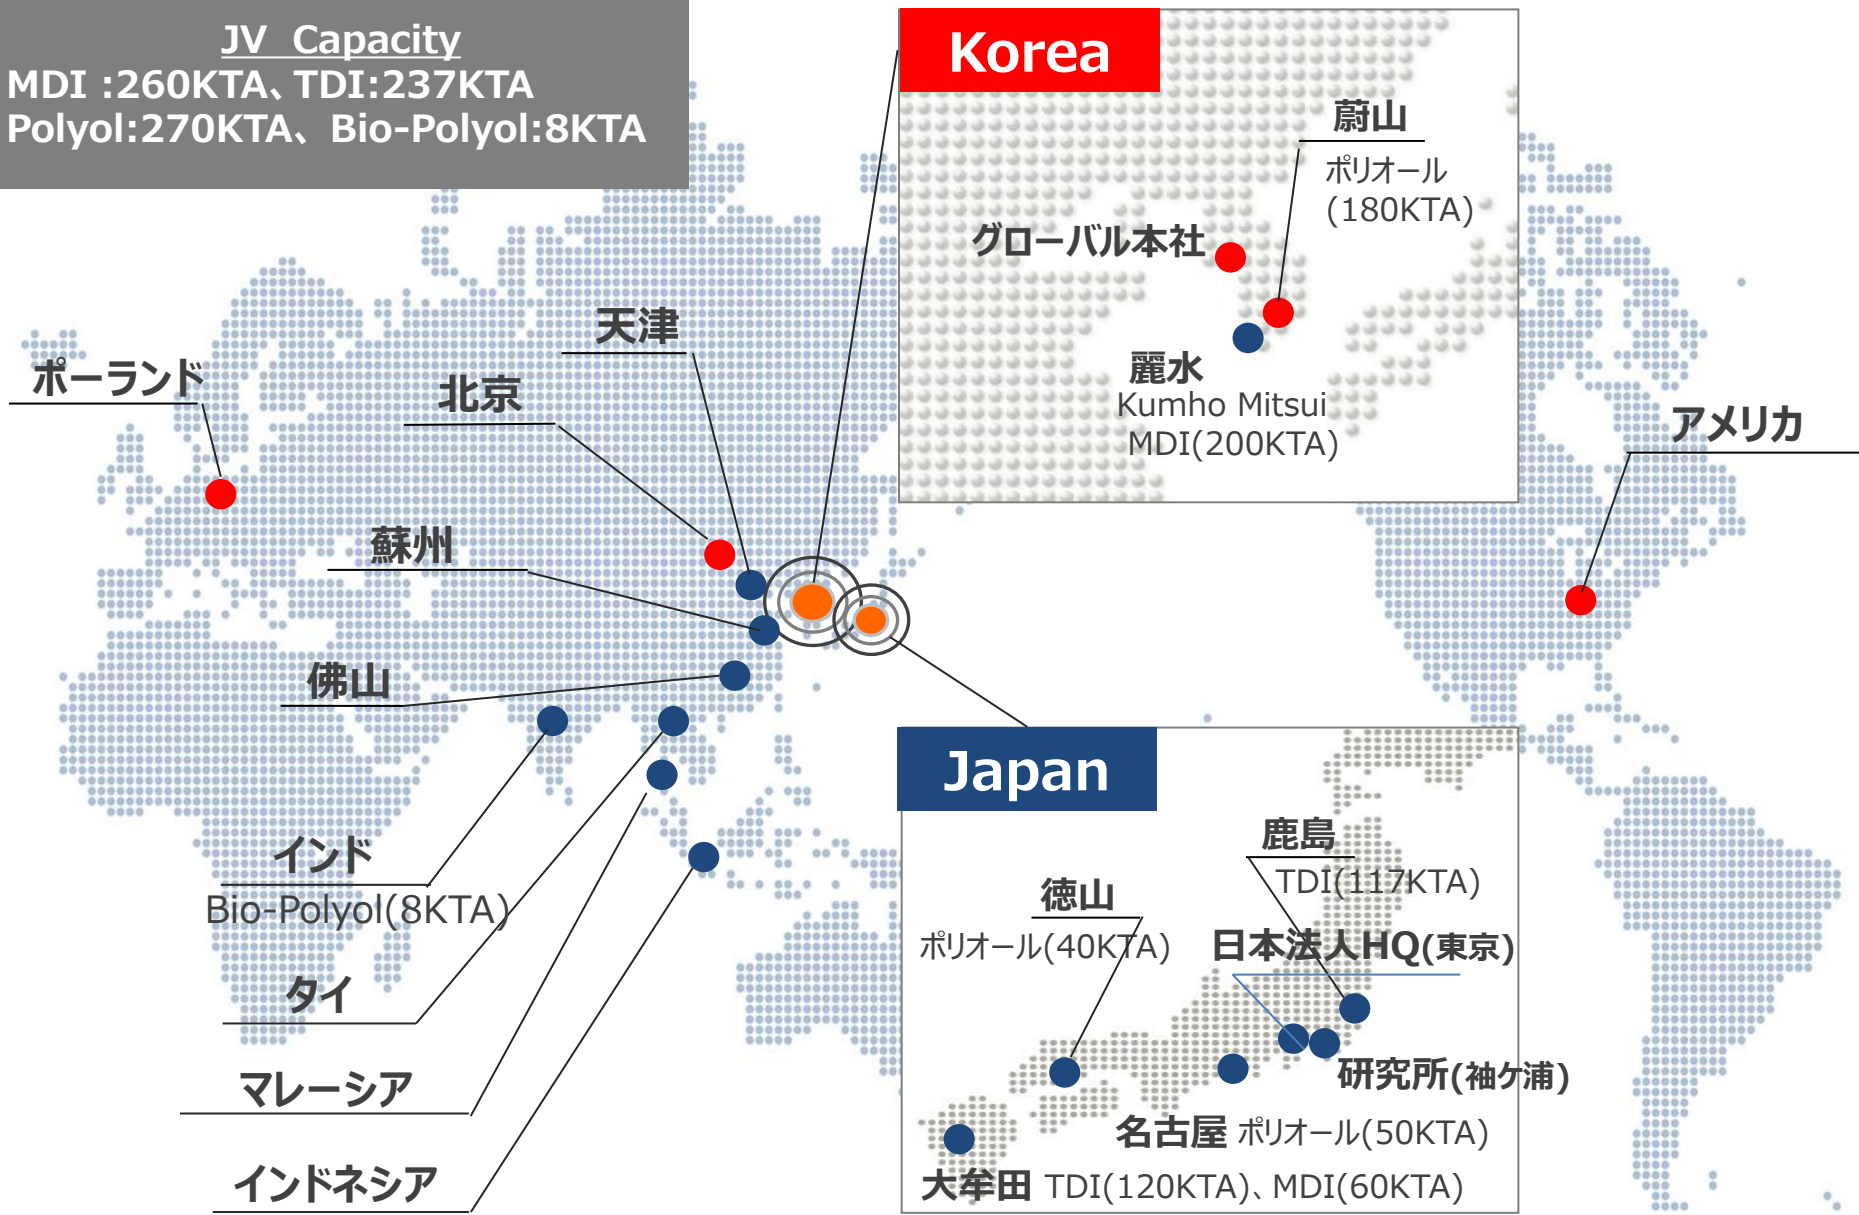 JV Capacity
MDI :260KTA、TDI:237KTA
Polyol:270KTA、Bio-Polyol:8KTA
Korea
蔚山
ポリオール
(180KTA)
グローバル本社
麗水
Kumho Mitsui
MDI(200KTA)
天津
ポーランド
北京
アメリカ
蘇州
佛山
インド
Bio-Polyol(8KTA)
タイ
マレーシア
インドネシア
Japan
鹿島
TDI(117KTA)
徳山
ポリオール(40KTA)
日本法人HQ(東京)
研究所(袖ケ浦)
名古屋 ポリオール(50KTA)
大牟田 TDI(120KTA)、MDI(60KTA)